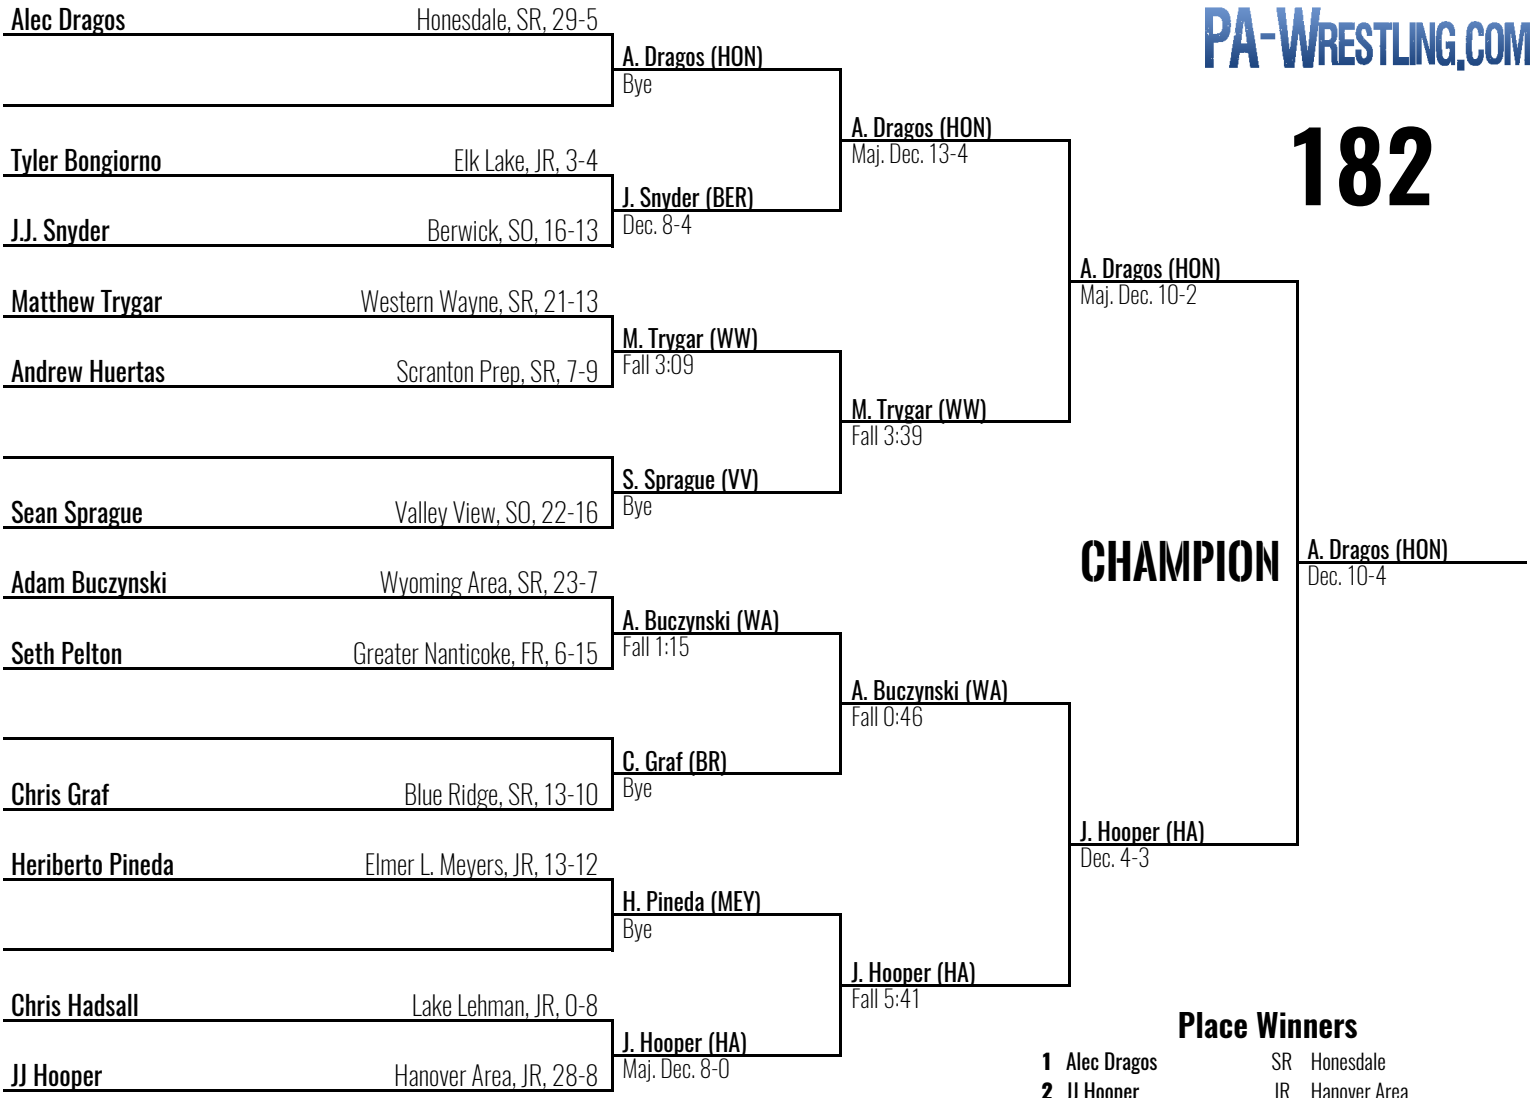 PA-WRESTLING.COM
182
Alec Dragos Honesdale, SR, 29-5
A. Dragos (HON)
Bye
A. Dragos (HON)
Maj. Dec. 13-4
Tyler Bongiorno Elk Lake, JR, 3-4
J. Snyder (BER)
Dec. 8-4
J.J. Snyder Berwick, SO, 16-13
A. Dragos (HON)
Maj. Dec. 10-2
Matthew Trygar Western Wayne, SR, 21-13
M. Trygar (WW)
Fall 3:09
Andrew Huertas Scranton Prep, SR, 7-9
M. Trygar (WW)
Fall 3:39
S. Sprague (VV)
Bye
Sean Sprague Valley View, SO, 22-16
CHAMPION
A. Dragos (HON)
Dec. 10-4
Adam Buczynski Wyoming Area, SR, 23-7
A. Buczynski (WA)
Fall 1:15
Seth Pelton Greater Nanticoke, FR, 6-15
A. Buczynski (WA)
Fall 0:46
C. Graf (BR)
Bye
Chris Graf Blue Ridge, SR, 13-10
J. Hooper (HA)
Dec. 4-3
Heriberto Pineda Elmer L. Meyers, JR, 13-12
H. Pineda (MEY)
Bye
J. Hooper (HA)
Fall 5:41
Chris Hadsall Lake Lehman, JR, 0-8
J. Hooper (HA)
Maj. Dec. 8-0
JJ Hooper Hanover Area, JR, 28-8
Place Winners
1 Alec Dragos SR Honesdale
2 JJ Hooper JR Hanover Area